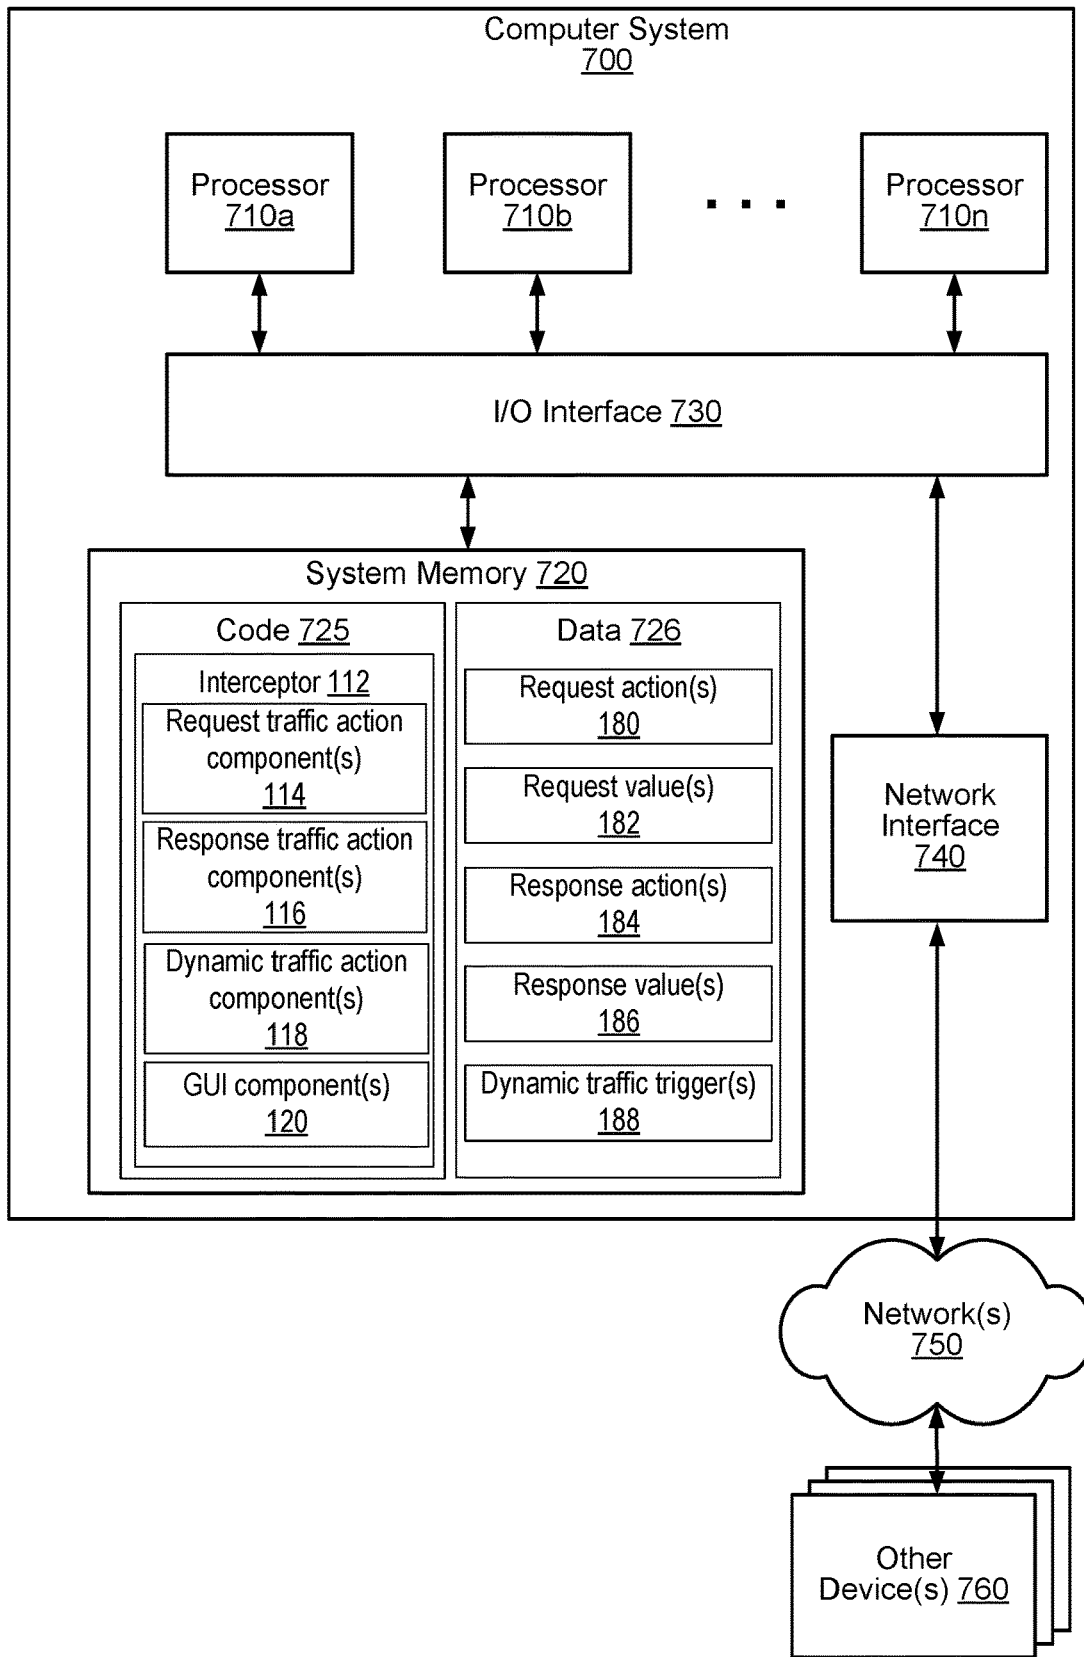 Computer System
700
Processor
710a
Processor
710b
. . .
Processor
710n
I/O Interface 730
System Memory 720
Code 725
Interceptor 112
Request traffic action
component(s)
114
Response traffic action
component(s)
116
Dynamic traffic action
component(s)
118
GUI component(s)
120
Data 726
Request action(s)
180
Request value(s)
182
Response action(s)
184
Response value(s)
186
Dynamic traffic trigger(s)
188
Network
Interface
740
Network(s)
750
Other
Device(s) 760